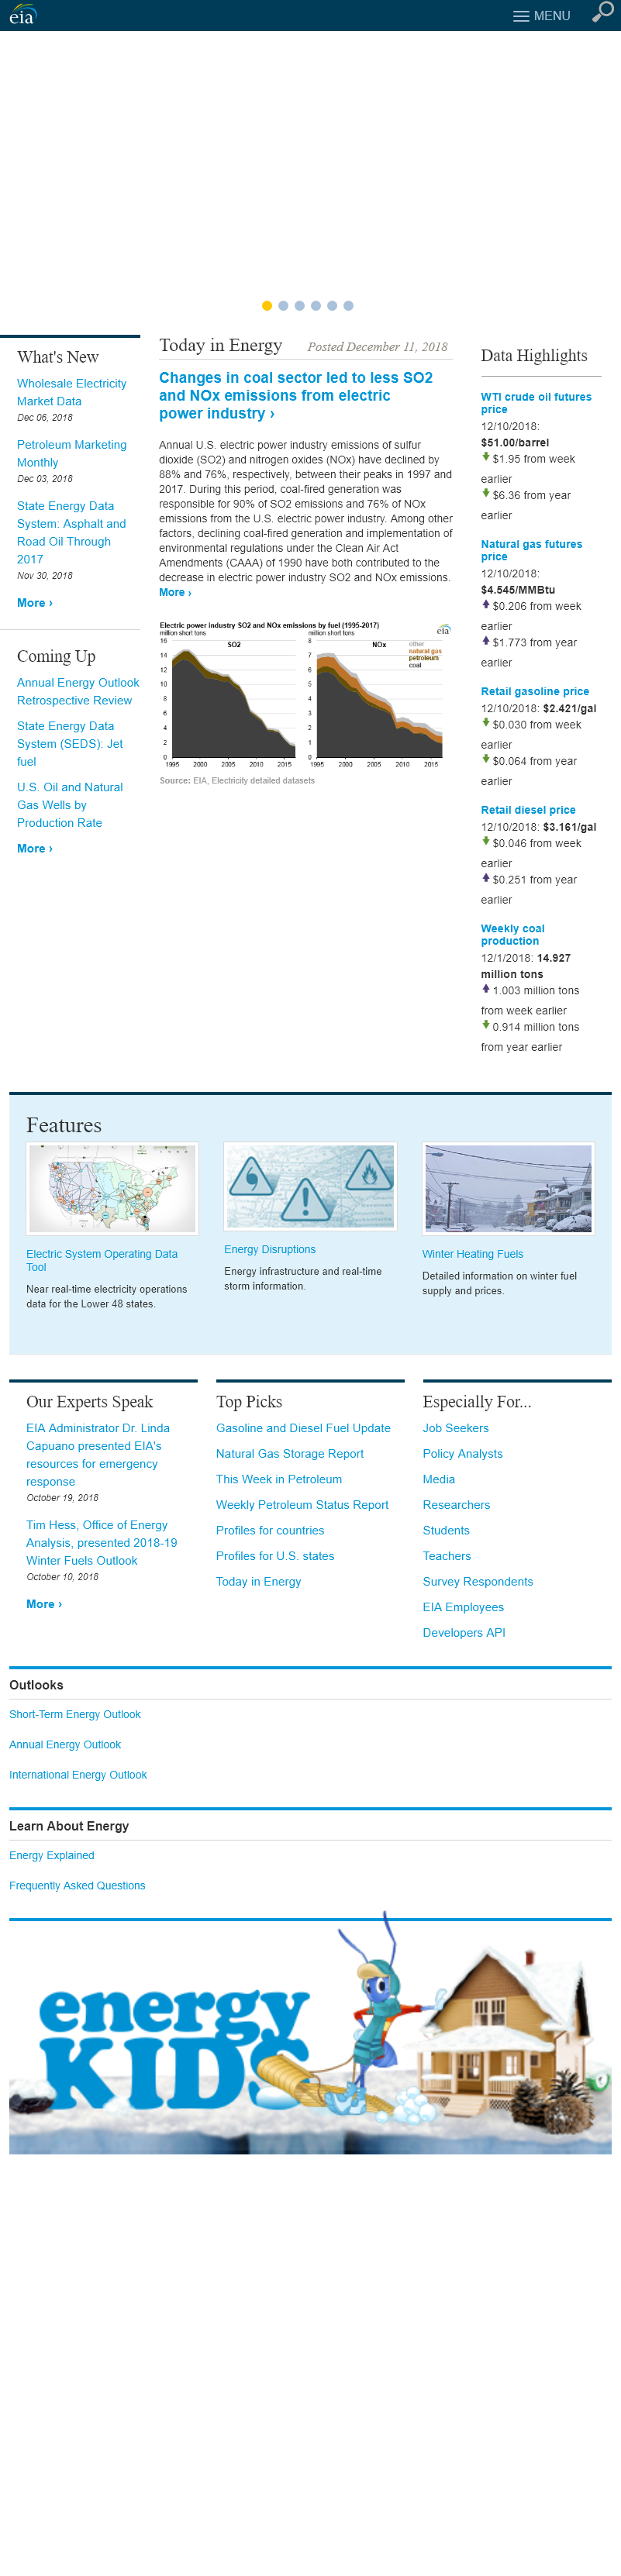 eia
MENU
What's New
Wholesale Electricity
Market Data
Dec 06, 2018
Petroleum Marketing
Monthly
Dec 03, 2018
State Energy Data
System: Asphalt and
Road Oil Through
2017
Nov 30, 2018
More ›
Coming Up
Annual Energy Outlook
Retrospective Review
State Energy Data
System (SEDS): Jet
fuel
U.S. Oil and Natural
Gas Wells by
Production Rate
More ›
Today in Energy
Posted December 11, 2018
Changes in coal sector led to less SO2
and NOx emissions from electric
power industry ›
Annual U.S. electric power industry emissions of sulfur
dioxide (SO2) and nitrogen oxides (NOx) have declined by
88% and 76%, respectively, between their peaks in 1997 and
2017. During this period, coal-fired generation was
responsible for 90% of SO2 emissions and 76% of NOx
emissions from the U.S. electric power industry. Among other
factors, declining coal-fired generation and implementation of
environmental regulations under the Clean Air Act
Amendments (CAAA) of 1990 have both contributed to the
decrease in electric power industry SO2 and NOx emissions.
More ›
Electric power industry SO2 and NOx emissions by fuel (1995-2017)
million short tons
million short tons
eia
SO2
NOx
other
natural gas
petroleum
coal
16
14
12
10
8
6
4
2
0
1995 2000 2005 2010 2015
8
7
6
5
4
3
2
1
0
1995 2000 2005 2010 2015
Source: EIA, Electricity detailed datasets
Data Highlights
WTI crude oil futures
price
12/10/2018:
$51.00/barrel
$1.95 from week
earlier
$6.36 from year
earlier
Natural gas futures
price
12/10/2018:
$4.545/MMBtu
$0.206 from week
earlier
$1.773 from year
earlier
Retail gasoline price
12/10/2018: $2.421/gal
$0.030 from week
earlier
$0.064 from year
earlier
Retail diesel price
12/10/2018: $3.161/gal
$0.046 from week
earlier
$0.251 from year
earlier
Weekly coal
production
12/1/2018: 14.927
million tons
1.003 million tons
from week earlier
0.914 million tons
from year earlier
Features
Electric System Operating Data
Tool
Near real-time electricity operations
data for the Lower 48 states.
Energy Disruptions
Energy infrastructure and real-time
storm information.
Winter Heating Fuels
Detailed information on winter fuel
supply and prices.
Our Experts Speak
EIA Administrator Dr. Linda
Capuano presented EIA's
resources for emergency
response
October 19, 2018
Tim Hess, Office of Energy
Analysis, presented 2018-19
Winter Fuels Outlook
October 10, 2018
More ›
Top Picks
Gasoline and Diesel Fuel Update
Natural Gas Storage Report
This Week in Petroleum
Weekly Petroleum Status Report
Profiles for countries
Profiles for U.S. states
Today in Energy
Especially For...
Job Seekers
Policy Analysts
Media
Researchers
Students
Teachers
Survey Respondents
EIA Employees
Developers API
Outlooks
Short-Term Energy Outlook
Annual Energy Outlook
International Energy Outlook
Learn About Energy
Energy Explained
Frequently Asked Questions
energy
KIDS